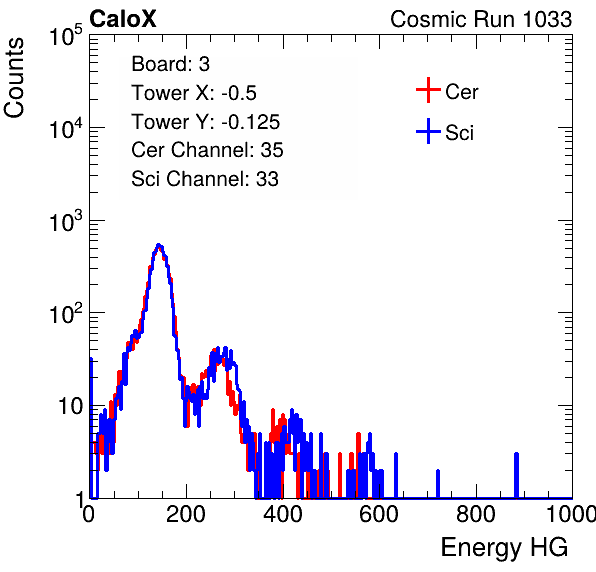 CaloX Cosmic Run 1033
Counts
10^5
10^4
10^3
10^2
10
1
Board: 3
Tower X: -0.5
Tower Y: -0.125
Cer Channel: 35
Sci Channel: 33
Cer
Sci
0 200 400 600 800 1000
Energy HG